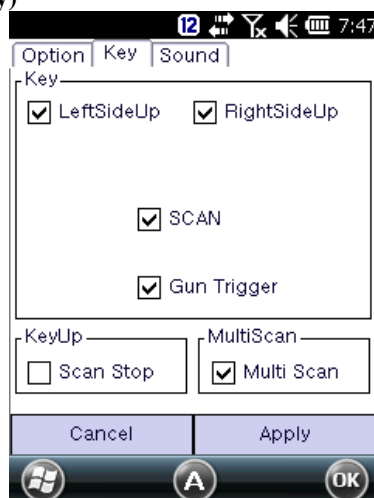 y)
12 7:47
Option Key Sound
Key
LeftSideUp RightSideUp
SCAN
Gun Trigger
KeyUp MultiScan
Scan Stop Multi Scan
Cancel Apply
A OK